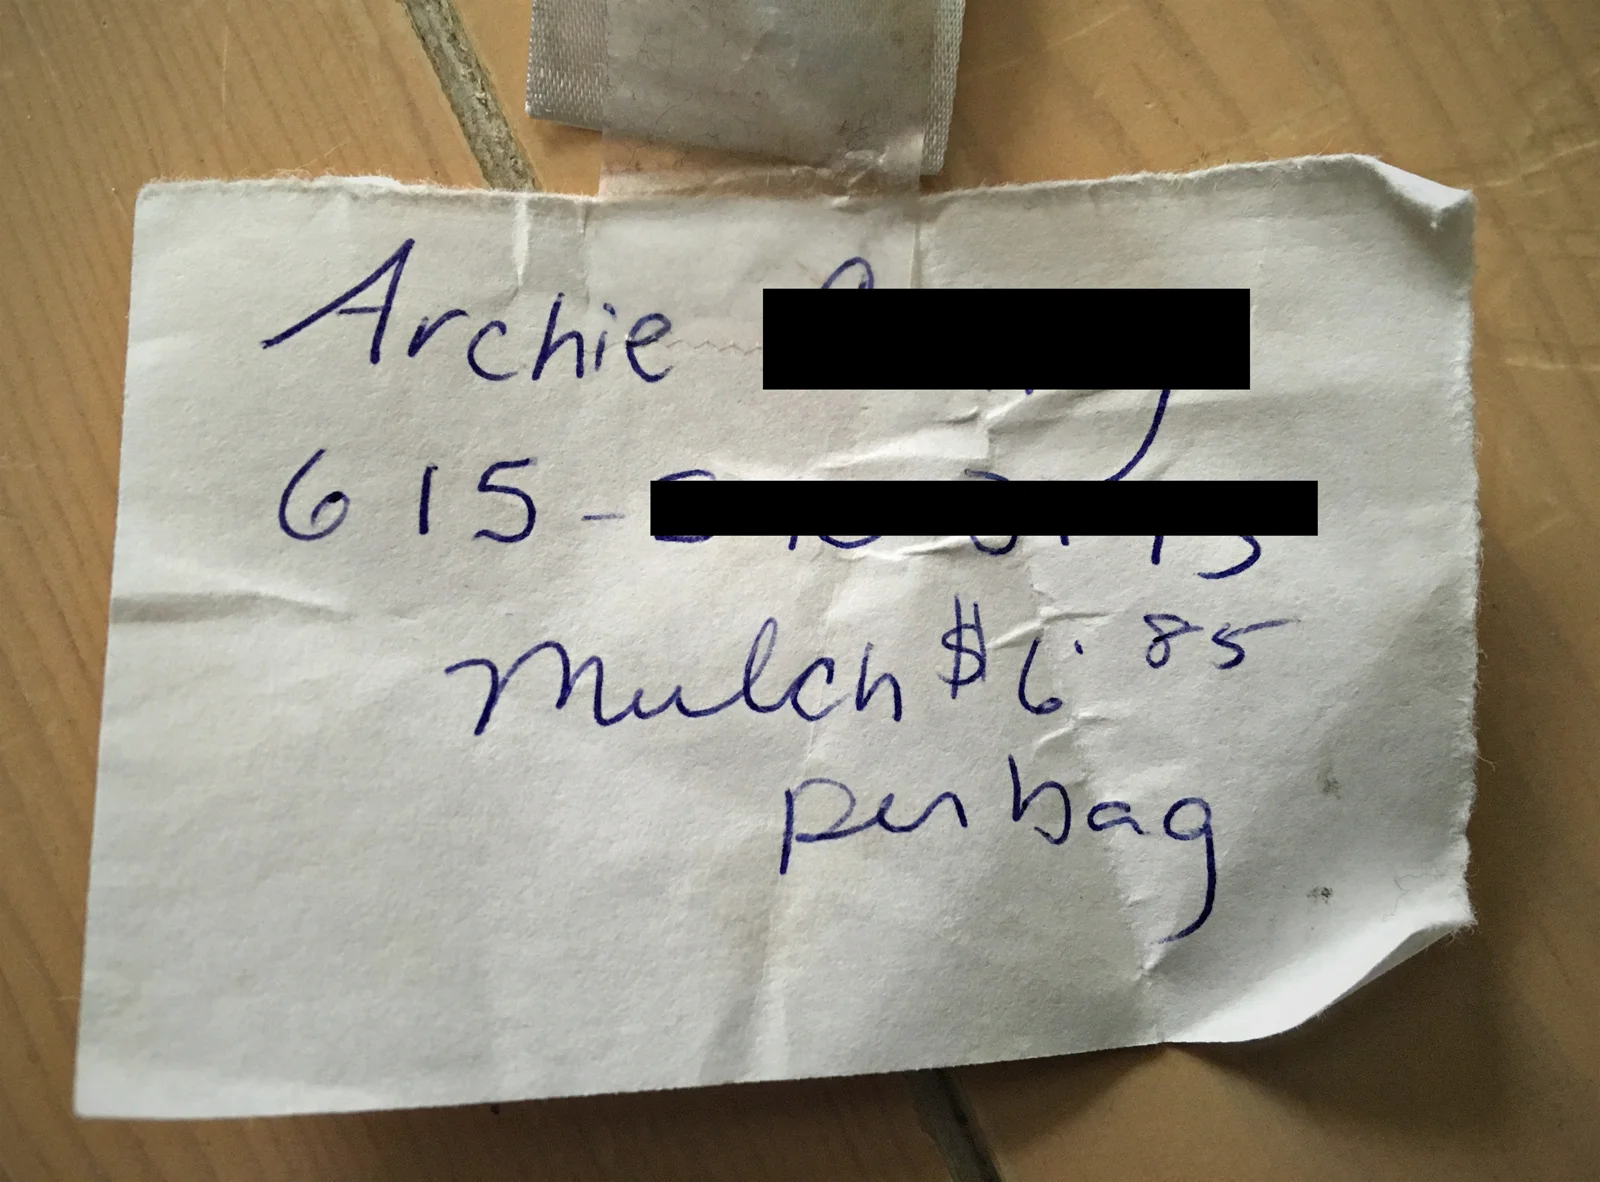 Archie
615-
Mulch $6.85
per bag